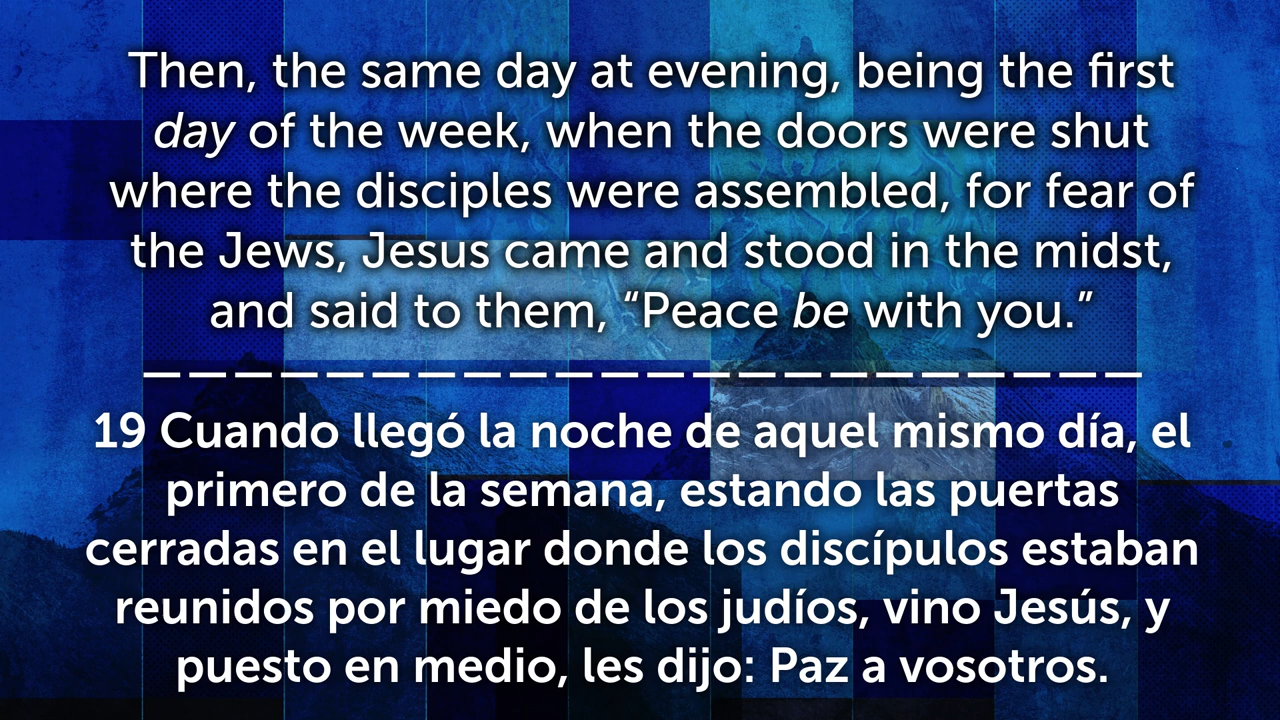 Then, the same day at evening, being the first
day of the week, when the doors were shut
where the disciples were assembled, for fear of
the Jews, Jesus came and stood in the midst,
and said to them, “Peace be with you.”
19 Cuando llegó la noche de aquel mismo día, el
primero de la semana, estando las puertas
cerradas en el lugar donde los discípulos estaban
reunidos por miedo de los judíos, vino Jesús, y
puesto en medio, les dijo: Paz a vosotros.